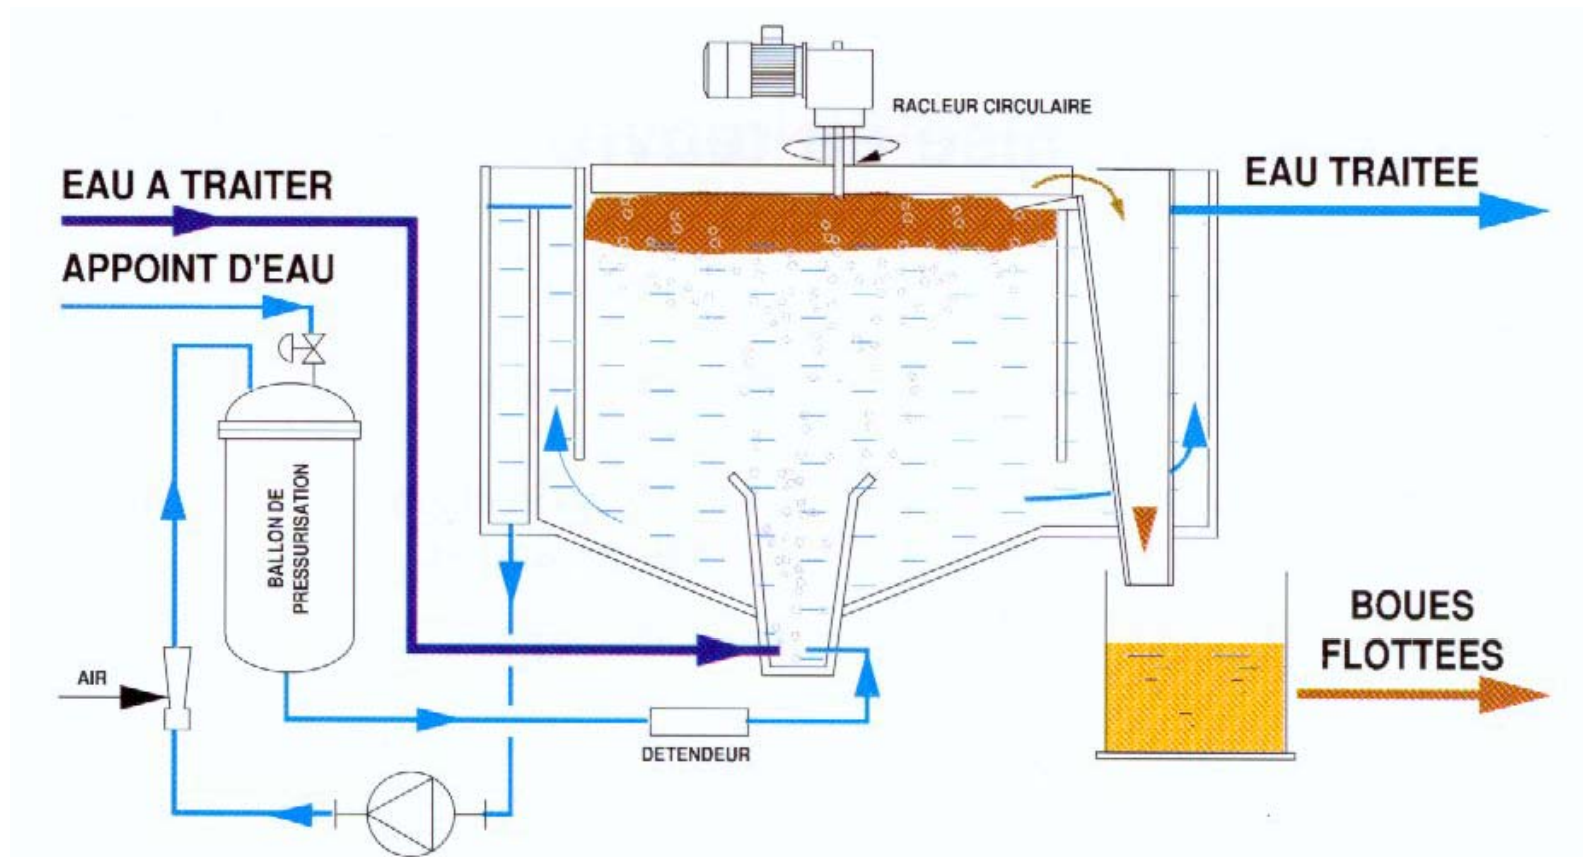 RACLEUR CIRCULAIRE
EAU A TRAITER
EAU TRAITEE
APPOINT D'EAU
BALLON DE
PRESSURISATION
BOUES
FLOTTEES
AIR
DETENDEUR